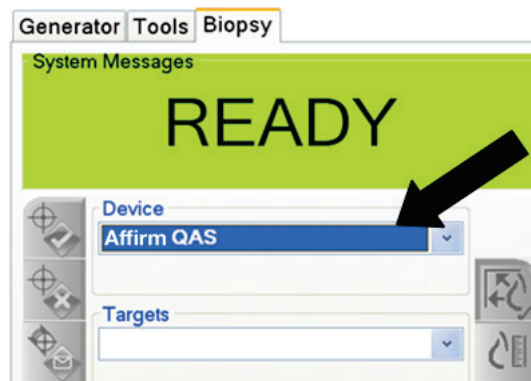 Generator Tools Biopsy
System Messages
READY
Device
Affirm QAS
Targets